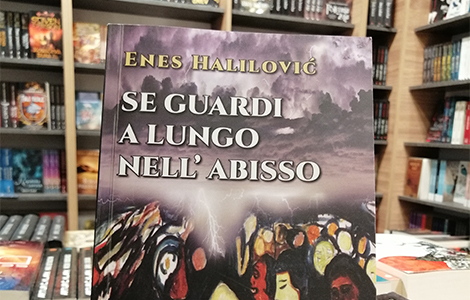 Enes Halilović
SE GUARDI
A LUNGO
NELL' ABISSO